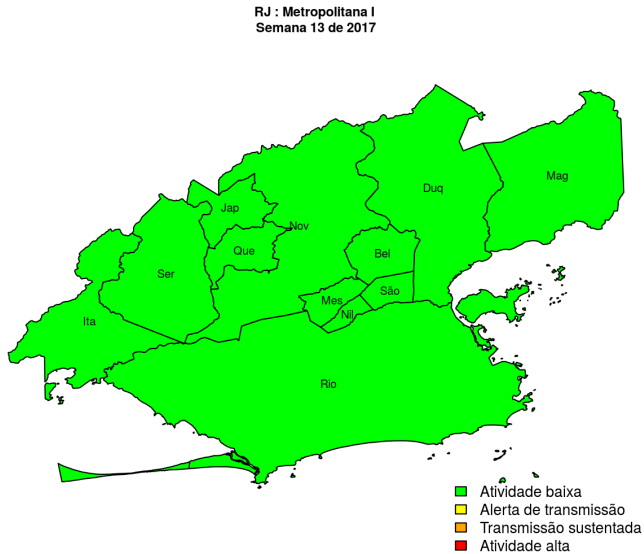 RJ : Metropolitana I
Semana 13 de 2017
Mag
Duq
Jap
Nov
Que
Bel
Ser
São
Mes
Nil
Ita
Rio
Atividade baixa
Alerta de transmissão
Transmissão sustentada
Atividade alta